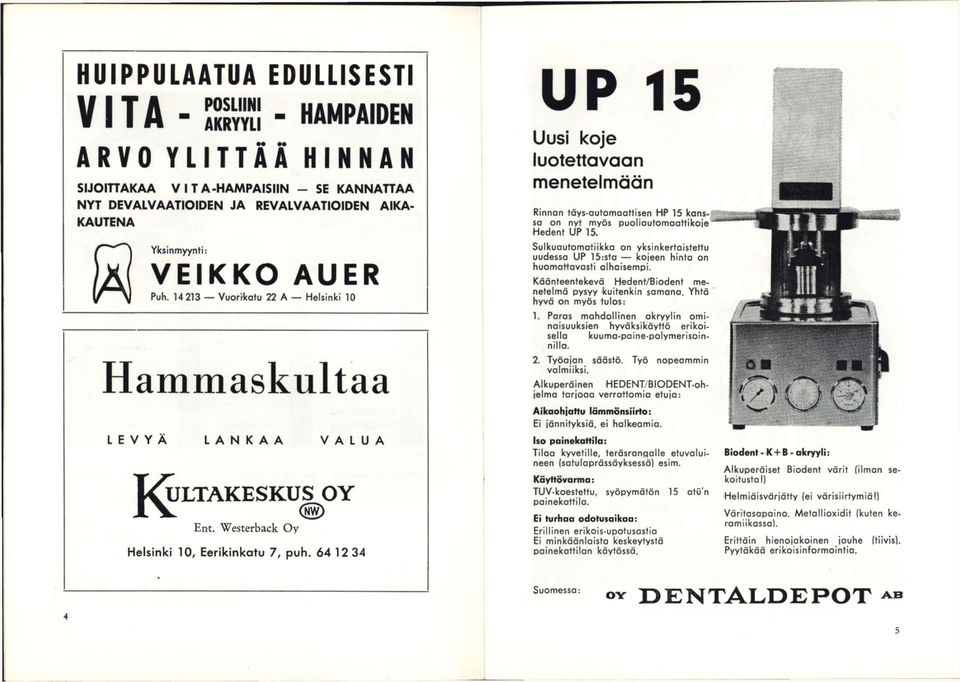 HUIPPULAATUA EDULLISESTI
VITA - POSLIINI AKRYYLI - HAMPAIDEN
ARVO YLITTÄÄ HINNAN
SIJOITTAKAA VITA-HAMPAISIIN — SE KANNATTAA
NYT DEVALVAATIOIDEN JA REVALVAATIOIDEN AIKA-
KAUTENA
Yksinmyynti:
VEIKKO AUER
Puh. 14 213 — Vuorikatu 22 A — Helsinki 10
Hammaskultaa
LEVYÄ LANKAA VALUA
KULTAKESKUS OY
NW
Ent. Westerback Oy
Helsinki 10, Eerikinkatu 7, puh. 64 12 34
4
UP 15
Uusi koje
luotettavaan
menetelmään
Rinnan täys-automaattisen HP 15 kans-
sa on nyt myös puoliautomaattikoje
Hedent UP 15.
Sulkuautomatiikka on yksinkertaistettu
uudessa UP 15:sta — kojeen hinta on
huomattavasti alhaisempi.
Käänteentekevä Hedent/Biodent me-
netelmä pysyy kuitenkin samana. Yhtä
hyvä on myös tulos:
1. Paras mahdollinen akryylin omi-
naisuuksien hyväksikäyttö erikoi-
sella kuuma-paine-polymerisoin-
nilla.
2. Työajan säästö. Työ nopeammin
valmiiksi.
Alkuperäinen HEDENT/BIODENT-oh-
jelma tarjoaa verrattomia etuja:
Aikaohjattu lämmönsiirto:
Ei jännityksiä, ei halkeamia.
Iso painekattila:
Tilaa kyvetille, teräsrangalle etuvalui-
neen (satulaprässäyksessä) esim.
Käyttövarma:
TUV-koestettu, syöpymätön 15 atü'n
painekattila.
Ei turhaa odotusaikaa:
Erillinen erikois-upotusastia
Ei minkäänlaista keskeytystä
painekattilan käytössä.
Biodent - K + B - akryyli:
Alkuperäiset Biodent värit (ilman se-
koitusta!)
Helmiäisvärjätty (ei värisiirtymiä!)
Väritasapaino. Metallioxidit (kuten ke-
ramiikassa).
Erittäin hienojakoinen jauhe (tiivis).
Pyytäkää erikoisinformointia.
Suomessa:
OY DENTALDEPOT AB
5